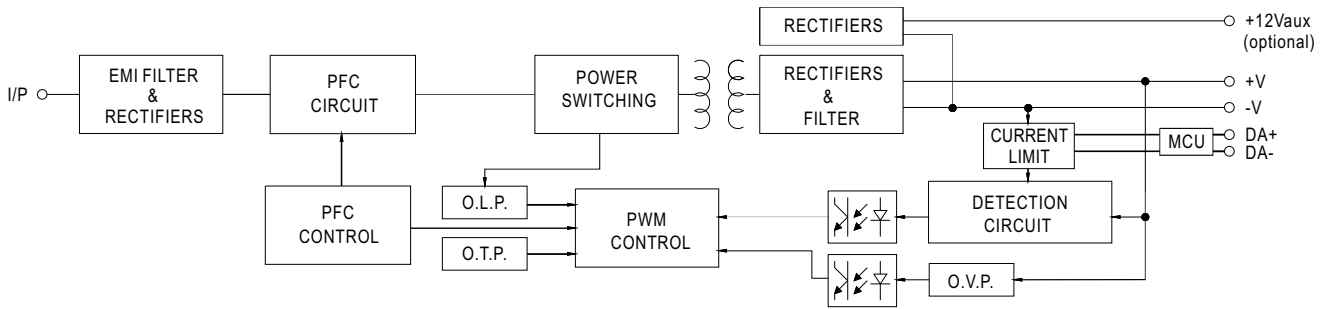 RECTIFIERS
+12Vaux
(optional)
I/P
EMI FILTER
&
RECTIFIERS
PFC
CIRCUIT
POWER
SWITCHING
RECTIFIERS
&
FILTER
+V
-V
CURRENT
LIMIT
MCU
DA+
DA-
PFC
CONTROL
O.L.P.
O.T.P.
PWM
CONTROL
DETECTION
CIRCUIT
O.V.P.